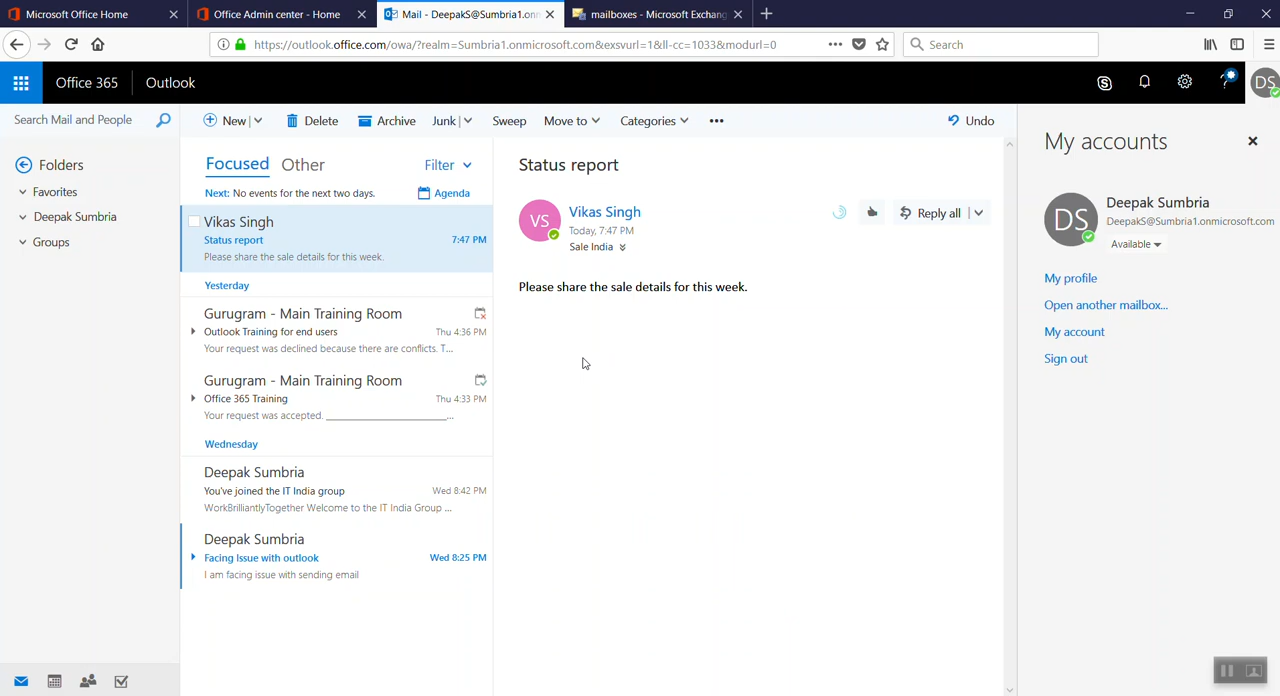 Microsoft Office Home
Office Admin center - Home
Mail - DeepakS@Sumbria1.onm
mailboxes - Microsoft Exchang
https://outlook.office.com/owa/?realm=Sumbria1.onmicrosoft.com&exsvurl=1&ll-cc=1033&modurl=0
Search
Office 365
Outlook
DS
Search Mail and People
New
Delete
Archive
Junk
Sweep
Move to
Categories
Undo
Folders
Favorites
Deepak Sumbria
Groups
Focused
Other
Filter
Next: No events for the next two days.
Agenda
Vikas Singh
Status report
7:47 PM
Please share the sale details for this week.
Yesterday
Gurugram - Main Training Room
Outlook Training for end users
Thu 4:36 PM
Your request was declined because there are conflicts. T...
Gurugram - Main Training Room
Office 365 Training
Thu 4:33 PM
Your request was accepted. ________________________...
Wednesday
Deepak Sumbria
You've joined the IT India group
Wed 8:42 PM
WorkBrilliantlyTogether Welcome to the IT India Group ...
Deepak Sumbria
Facing Issue with outlook
Wed 8:25 PM
I am facing issue with sending email
Status report
VS
Vikas Singh
Today, 7:47 PM
Sale India
Reply all
Please share the sale details for this week.
My accounts
DS
Deepak Sumbria
DeepakS@Sumbria1.onmicrosoft.com
Available
My profile
Open another mailbox...
My account
Sign out